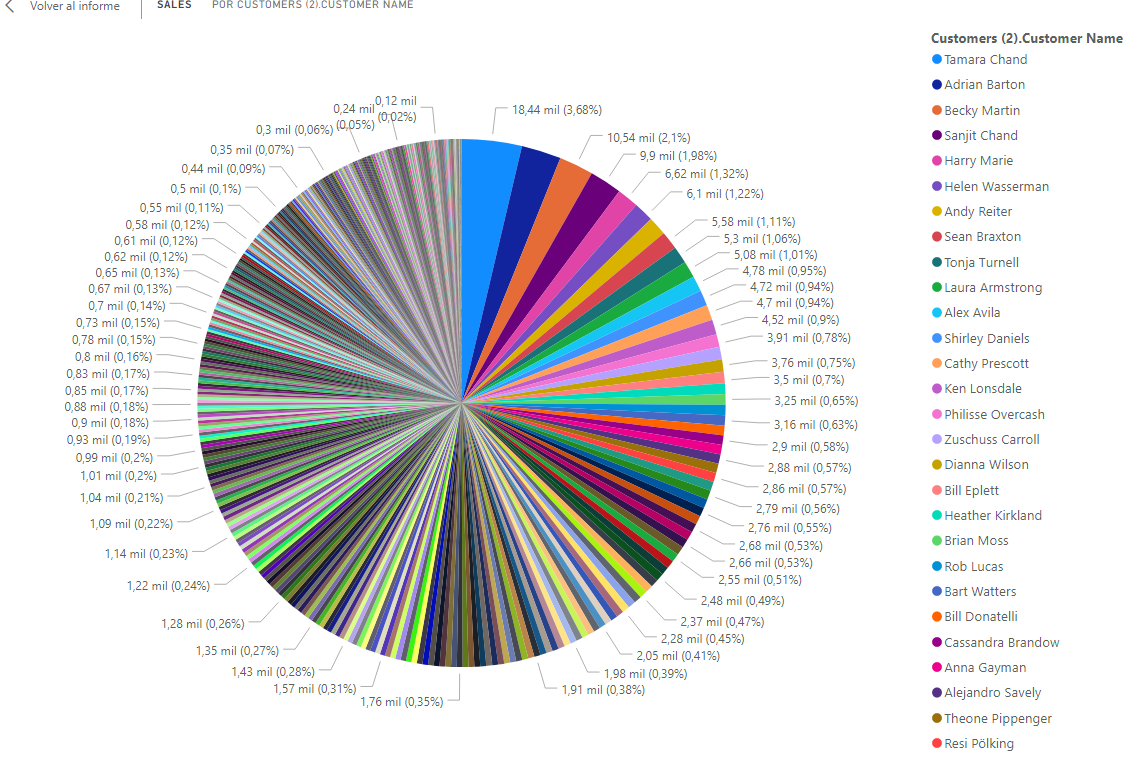 Volver al informe
SALES
POR CUSTOMERS (2).CUSTOMER NAME
18,44 mil (3,68%)
10,54 mil (2,1%)
9,9 mil (1,98%)
6,62 mil (1,32%)
6,1 mil (1,22%)
5,58 mil (1,11%)
5,3 mil (1,06%)
5,08 mil (1,01%)
4,78 mil (0,95%)
4,72 mil (0,94%)
4,7 mil (0,94%)
4,52 mil (0,9%)
3,91 mil (0,78%)
3,76 mil (0,75%)
3,5 mil (0,7%)
3,25 mil (0,65%)
3,16 mil (0,63%)
2,9 mil (0,58%)
2,88 mil (0,57%)
2,86 mil (0,57%)
2,79 mil (0,56%)
2,76 mil (0,55%)
2,68 mil (0,53%)
2,66 mil (0,53%)
2,55 mil (0,51%)
2,48 mil (0,49%)
2,37 mil (0,47%)
2,28 mil (0,45%)
2,05 mil (0,41%)
1,98 mil (0,39%)
1,91 mil (0,38%)
1,76 mil (0,35%)
1,57 mil (0,31%)
1,43 mil (0,28%)
1,35 mil (0,27%)
1,28 mil (0,26%)
1,22 mil (0,24%)
1,14 mil (0,23%)
1,09 mil (0,22%)
1,04 mil (0,21%)
1,01 mil (0,2%)
0,99 mil (0,2%)
0,93 mil (0,19%)
0,9 mil (0,18%)
0,88 mil (0,18%)
0,85 mil (0,17%)
0,83 mil (0,17%)
0,8 mil (0,16%)
0,78 mil (0,15%)
0,73 mil (0,15%)
0,7 mil (0,14%)
0,67 mil (0,13%)
0,65 mil (0,13%)
0,62 mil (0,12%)
0,61 mil (0,12%)
0,58 mil (0,12%)
0,55 mil (0,11%)
0,5 mil (0,1%)
0,44 mil (0,09%)
0,35 mil (0,07%)
0,3 mil (0,06%)
0,24 mil
(0,05%)
0,12 mil
(0,02%)
Customers (2).Customer Name
Tamara Chand
Adrian Barton
Becky Martin
Sanjit Chand
Harry Marie
Helen Wasserman
Andy Reiter
Sean Braxton
Tonja Turnell
Laura Armstrong
Alex Avila
Shirley Daniels
Cathy Prescott
Ken Lonsdale
Philisse Overcash
Zuschuss Carroll
Dianna Wilson
Bill Eplett
Heather Kirkland
Brian Moss
Rob Lucas
Bart Watters
Bill Donatelli
Cassandra Brandow
Anna Gayman
Alejandro Savely
Theone Pippenger
Resi Pölking